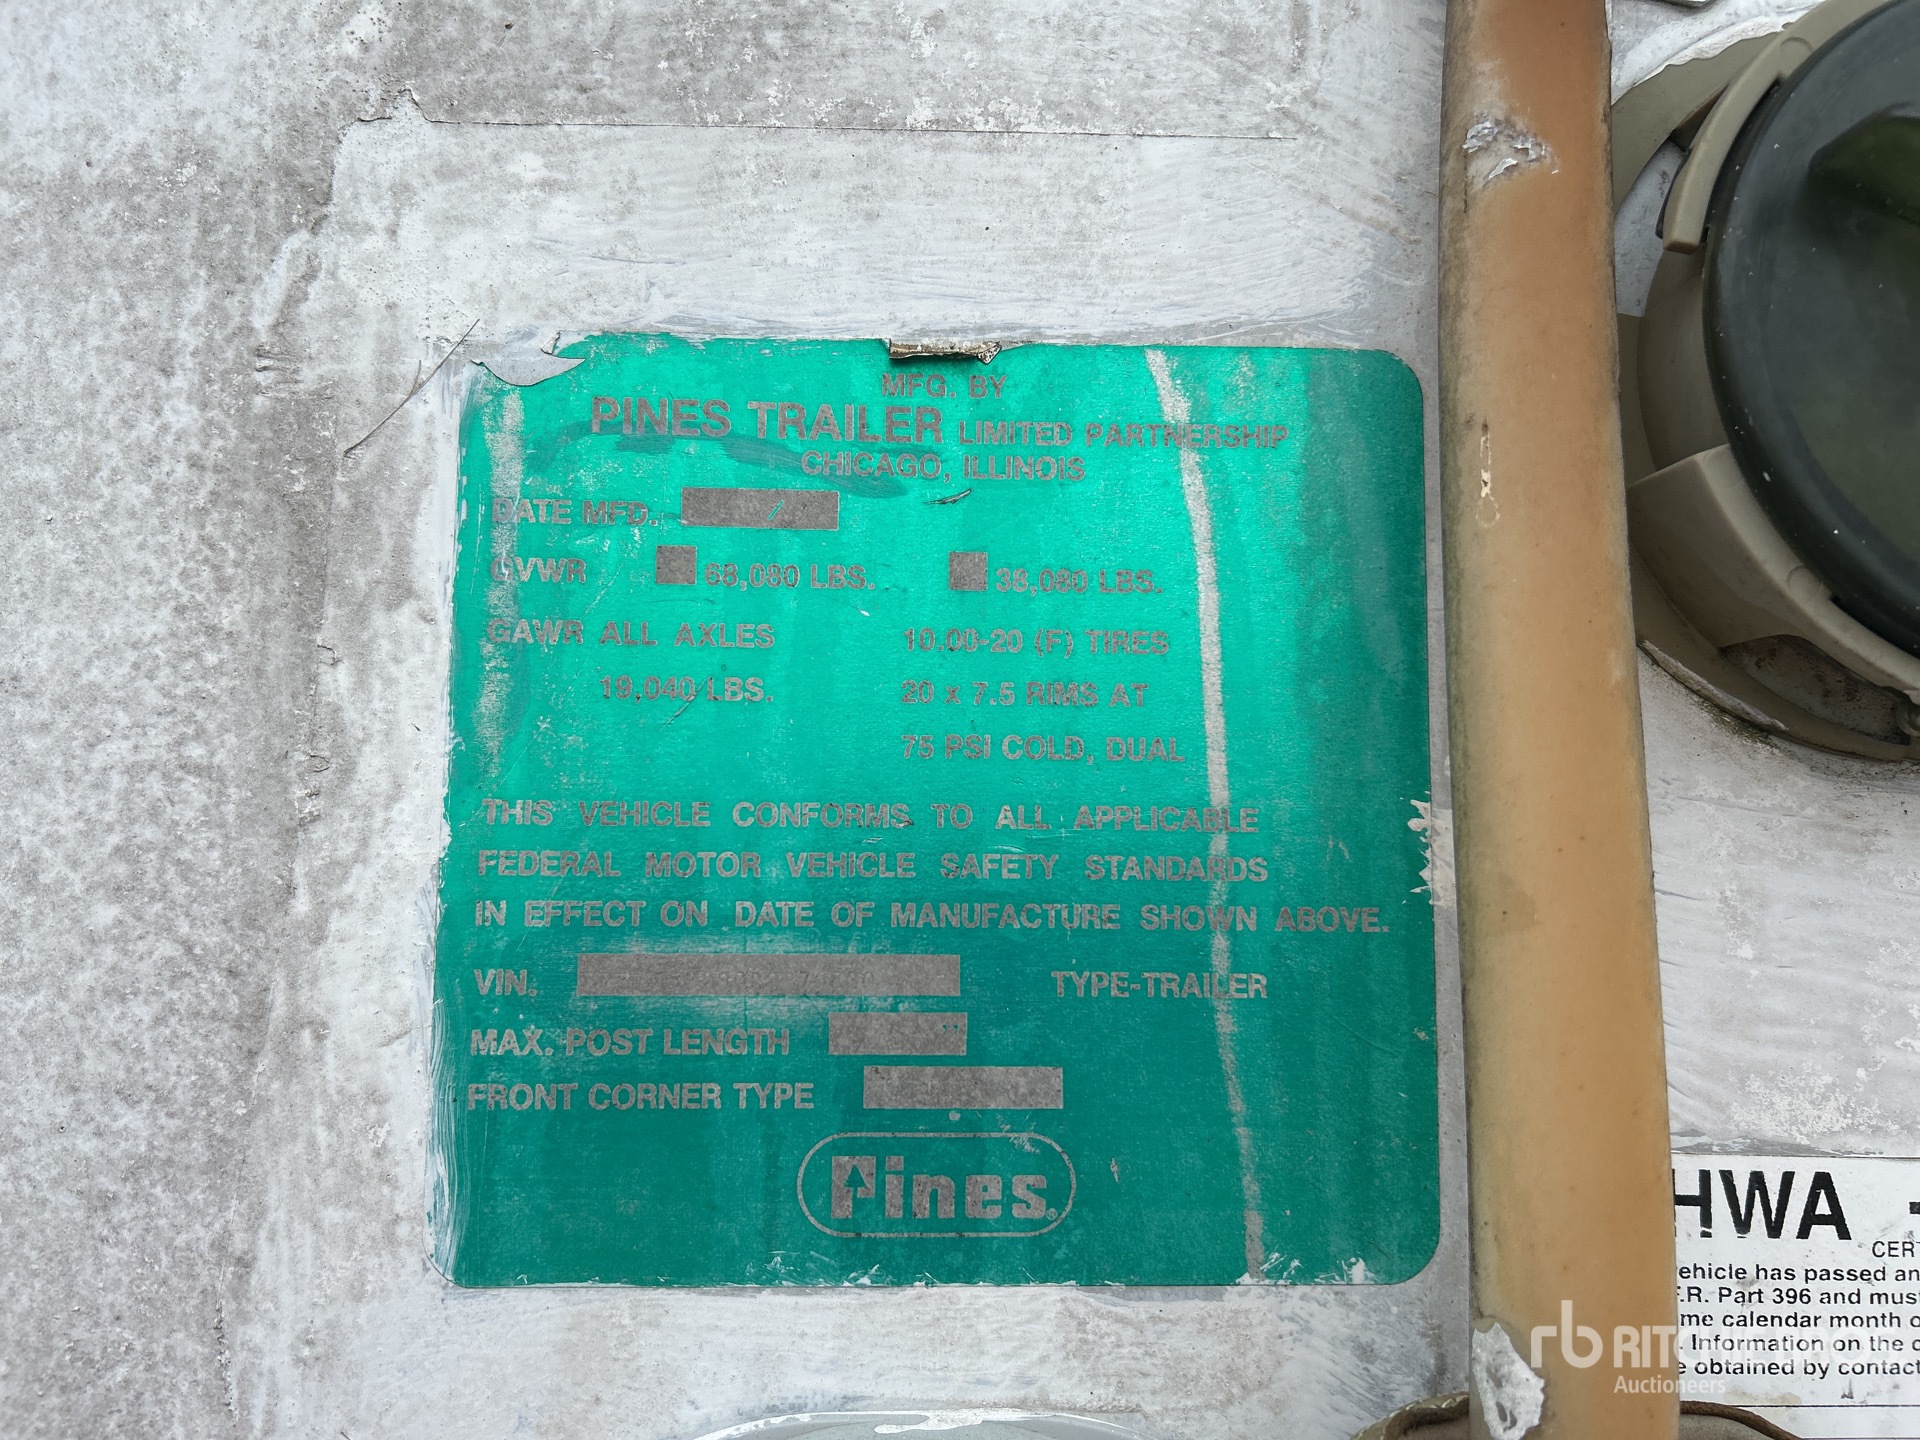 MFG. BY
PINES TRAILER LIMITED PARTNERSHIP
CHICAGO, ILLINOIS
DATE MFD. /
GVWR 68,080 LBS. 38,080 LBS.
GAWR ALL AXLES 10.00-20 (F) TIRES
19,040 LBS. 20 x 7.5 RIMS AT
75 PSI COLD, DUAL
THIS VEHICLE CONFORMS TO ALL APPLICABLE
FEDERAL MOTOR VEHICLE SAFETY STANDARDS
IN EFFECT ON DATE OF MANUFACTURE SHOWN ABOVE.
VIN. TYPE-TRAILER
MAX. POST LENGTH "
FRONT CORNER TYPE
Pines®
HWA
CERT
ehicle has passed an
F.R. Part 396 and must
me calendar month o
. Information on the
e obtained by contact
rb RITCHIE BROS
Auctioneers